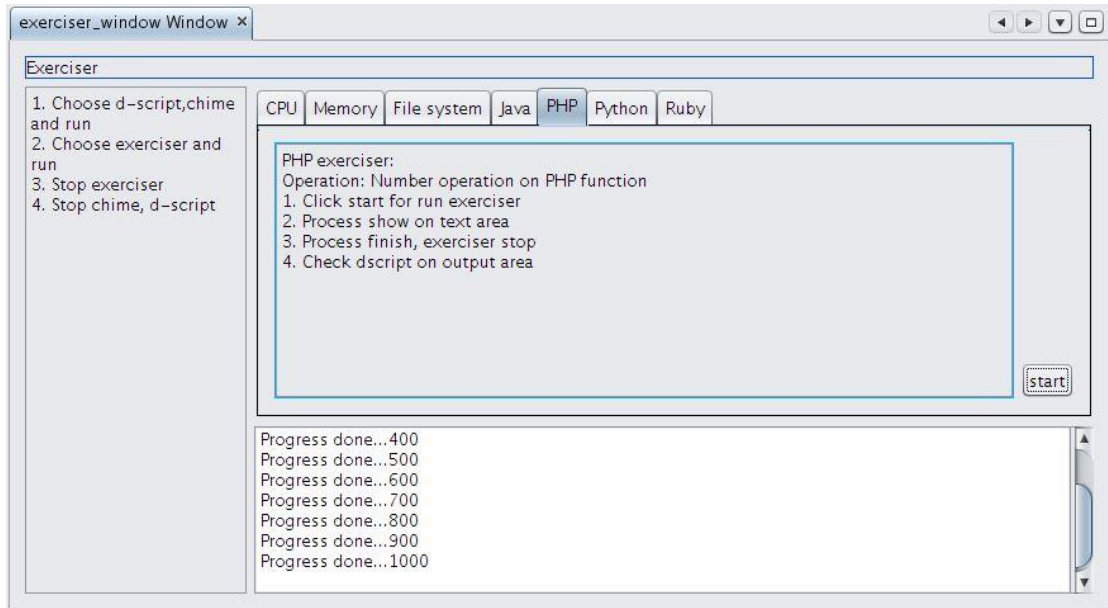 exerciser_window Window ×
Exerciser
1. Choose d-script,chime
and run
2. Choose exerciser and
run
3. Stop exerciser
4. Stop chime, d-script
CPU Memory File system Java PHP Python Ruby
PHP exerciser:
Operation: Number operation on PHP function
1. Click start for run exerciser
2. Process show on text area
3. Process finish, exerciser stop
4. Check dscript on output area
start
Progress done...400
Progress done...500
Progress done...600
Progress done...700
Progress done...800
Progress done...900
Progress done...1000